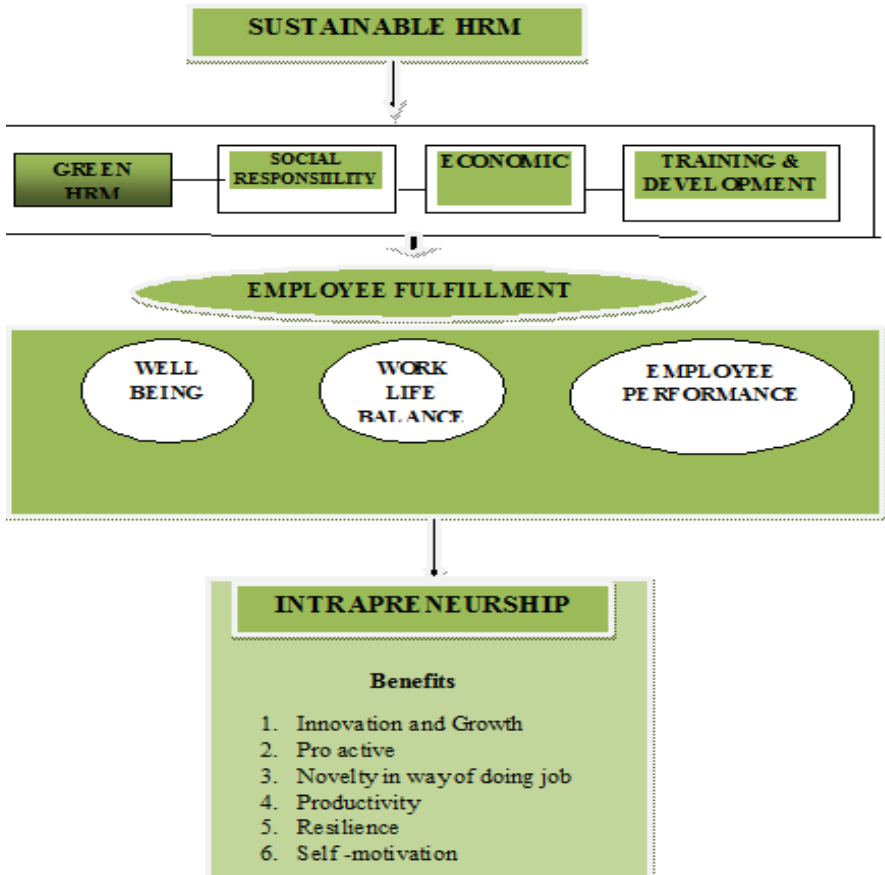 SUSTAINABLE HRM
GREEN
HRM
SOCIAL
RESPONSIILITY
ECONOMIC
TRAINING &
DEVELOPMENT
EMPLOYEE FULFILLMENT
WELL
BEING
WORK
LIFE
BALANCE
EMPLOYEE
PERFORMANCE
INTRAPRENEURSHIP
Benefits
1. Innovation and Growth
2. Pro active
3. Novelty in way of doing job
4. Productivity
5. Resilience
6. Self -motivation